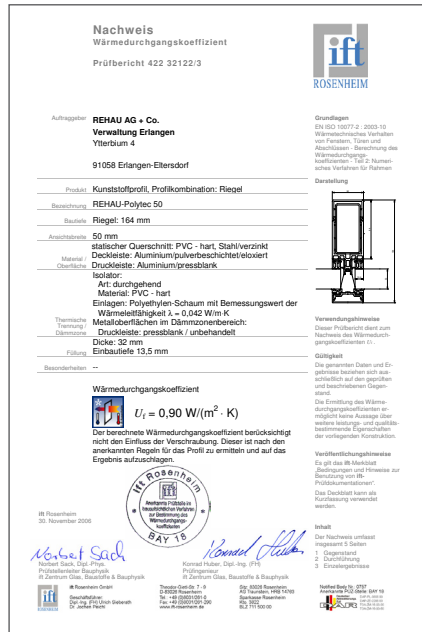 Nachweis
Wärmedurchgangskoeffizient
Prüfbericht 422 32122/3
ift
ROSENHEIM
Auftraggeber
REHAU AG + Co.
Verwaltung Erlangen
Ytterbium 4
91058 Erlangen-Eltersdorf
Produkt Kunststoffprofil, Profilkombination: Riegel
Bezeichnung REHAU-Polytec 50
Bautiefe Riegel: 164 mm
Ansichtsbreite 50 mm
Material / Oberfläche
statischer Querschnitt: PVC - hart, Stahl/verzinkt
Deckleiste: Aluminium/pulverbeschichtet/eloxiert
Druckleiste: Aluminium/pressblank
Thermische Trennung / Dämmzone
Isolator:
Art: durchgehend
Material: PVC - hart
Einlagen: Polyethylen-Schaum mit Bemessungswert der
Wärmeleitfähigkeit λ = 0,042 W/m·K
Metalloberflächen im Dämmzonenbereich:
Druckleiste: pressblank / unbehandelt
Füllung
Dicke: 32 mm
Einbautiefe 13,5 mm
Besonderheiten --
Wärmedurchgangskoeffizient
Uf = 0,90 W/(m² · K)
Der berechnete Wärmedurchgangskoeffizient berücksichtigt
nicht den Einfluss der Verschraubung. Dieser ist nach den
anerkannten Regeln für das Profil zu ermitteln und auf das
Ergebnis aufzuschlagen.
ift Rosenheim
BAY 18
ift Rosenheim
30. November 2006
Norbert Sack
Norbert Sack, Dipl.-Phys.
Prüfstellenleiter Bauphysik
ift Zentrum Glas, Baustoffe & Bauphysik
Konrad Huber
Konrad Huber, Dipl.-Ing. (FH)
Prüfingenieur
ift Zentrum Glas, Baustoffe & Bauphysik
Grundlagen
EN ISO 10077-2 : 2003-10
Wärmetechnisches Verhalten
von Fenstern, Türen und
Abschlüssen - Berechnung des
Wärmedurchgangs-
koeffizienten - Teil 2: Numeri-
sches Verfahren für Rahmen
Darstellung
Verwendungshinweise
Dieser Prüfbericht dient zum
Nachweis des Wärmedurch-
gangskoeffizienten Uf.
Gültigkeit
Die genannten Daten und Er-
gebnisse beziehen sich aus-
schließlich auf den geprüften
und beschriebenen Gegen-
stand.
Die Ermittlung des Wärme-
durchgangskoeffizienten er-
möglicht keine Aussage über
weitere leistungs- und qualitäts-
bestimmende Eigenschaften
der vorliegenden Konstruktion.
Veröffentlichungshinweise
Es gilt das ift-Merkblatt
„Bedingungen und Hinweise zur
Benutzung von ift-
Prüfdokumentationen“.
Das Deckblatt kann als
Kurzfassung verwendet
werden.
Inhalt
Der Nachweis umfasst
insgesamt 5 Seiten
1 Gegenstand
2 Durchführung
3 Einzelergebnisse
ift Rosenheim GmbH
Geschäftsführer:
Dipl.-Ing. (FH) Ulrich Sieberath
Dr. Jochen Peichl
Theodor-Gietl-Str. 7 - 9
D-83026 Rosenheim
Tel. +49 (0)8031/261-0
Fax: +49 (0)8031/261-290
www.ift-rosenheim.de
Sitz: 83026 Rosenheim
AG Traunstein, HRB 14763
Sparkasse Rosenheim
Kto. 3822
BLZ 711 500 00
Notified Body Nr.: 0757
Anerkannte PÜZ-Stelle: BAY 18